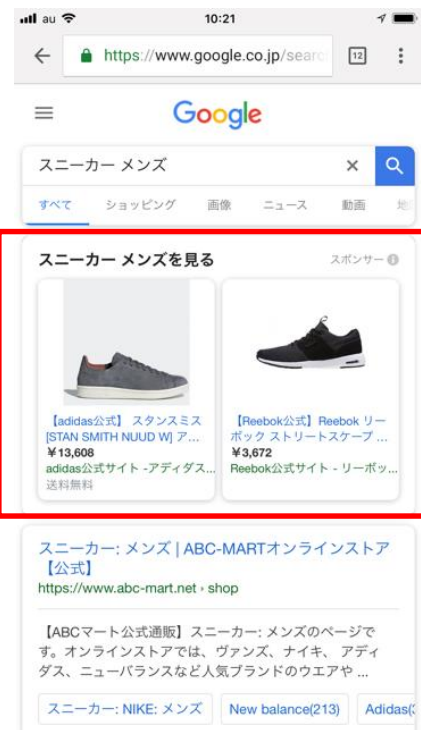 au 10:21
https://www.google.co.jp/searc
12
Google
スニーカー メンズ
すべて ショッピング 画像 ニュース 動画 地
スニーカー メンズを見る スポンサー
【adidas公式】 スタンスミス
[STAN SMITH NUUD W] ア...
¥13,608
adidas公式サイト -アディダス...
送料無料
【Reebok公式】Reebok リー
ボック ストリートスケープ ...
¥3,672
Reebok公式サイト - リーボッ...
スニーカー: メンズ | ABC-MARTオンラインストア
【公式】
https://www.abc-mart.net › shop
【ABCマート公式通販】スニーカー: メンズのページで
す。オンラインストアでは、ヴァンズ、ナイキ、 アディ
ダス、ニューバランスなど人気ブランドのウエアや ...
スニーカー: NIKE: メンズ New balance(213) Adidas(